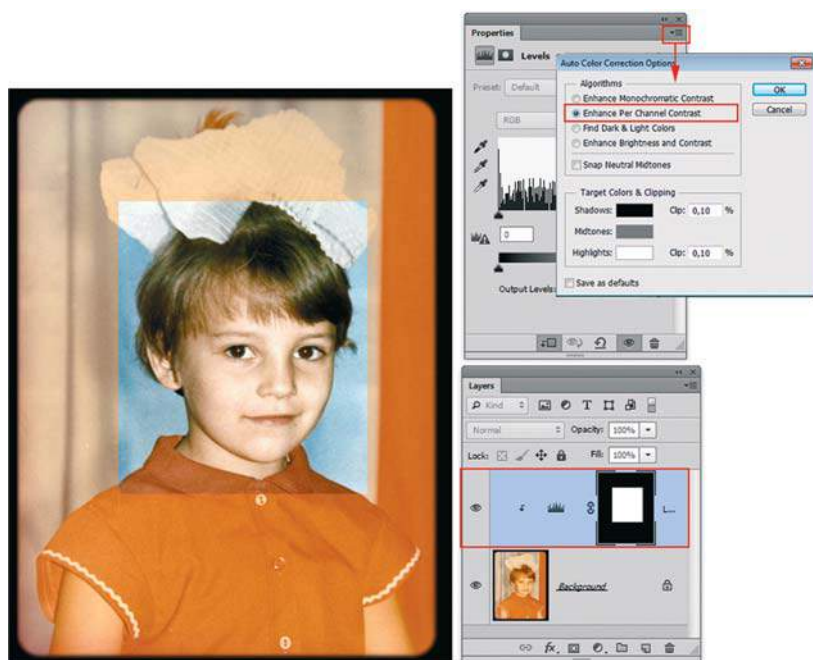 Properties
Levels
Auto Color Correction Options
Preset: Default
Algorithms
OK
Enhance Monochromatic Contrast
Cancel
Enhance Per Channel Contrast
RGB
Find Dark & Light Colors
Enhance Brightness and Contrast
Snap Neutral Midtones
Target Colors & Clipping
Shadows: Clip: 0,10 %
Midtones:
0
Highlights: Clip: 0,10 %
Save as defaults
Output Levels:
Layers
Kind
Normal Opacity: 100%
Lock: Fill: 100%
L...
Background
fx